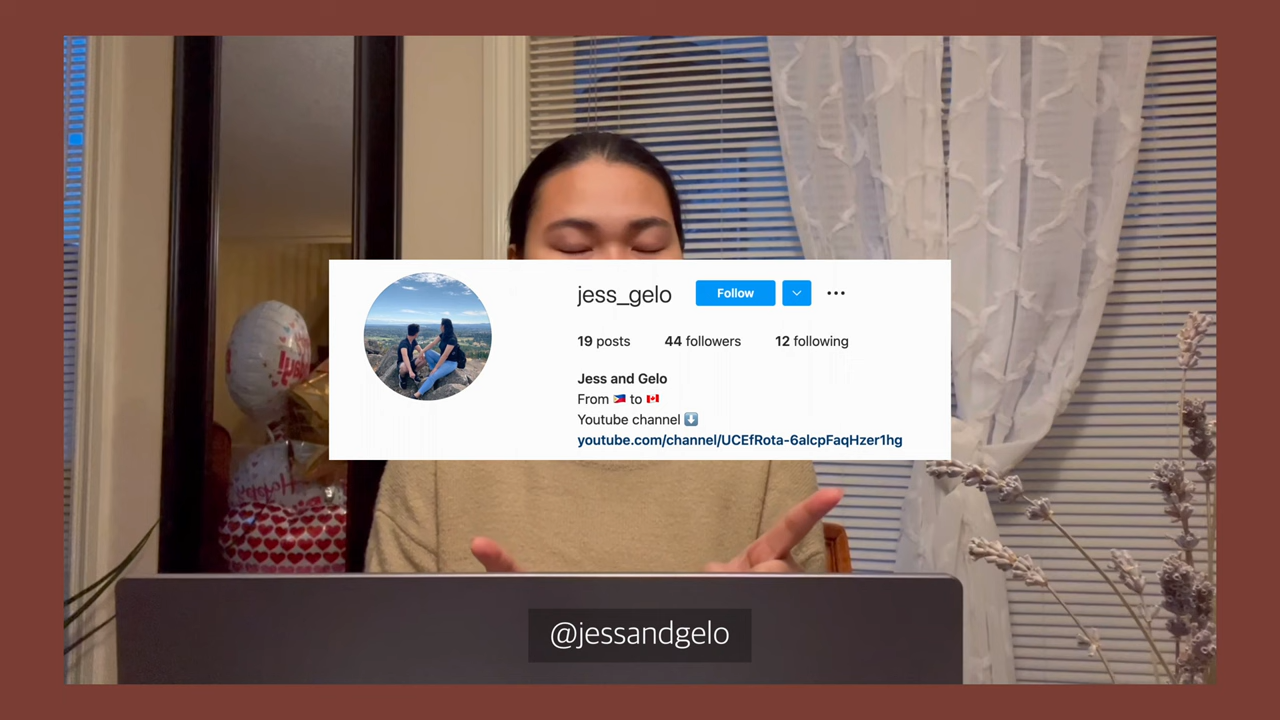 jess_gelo
Follow
19 posts 44 followers 12 following
Jess and Gelo
From 🇵🇭 to 🇨🇦
Youtube channel ⬇️
youtube.com/channel/UCEfRota-6alcpFaqHzer1hg
@jessandgelo